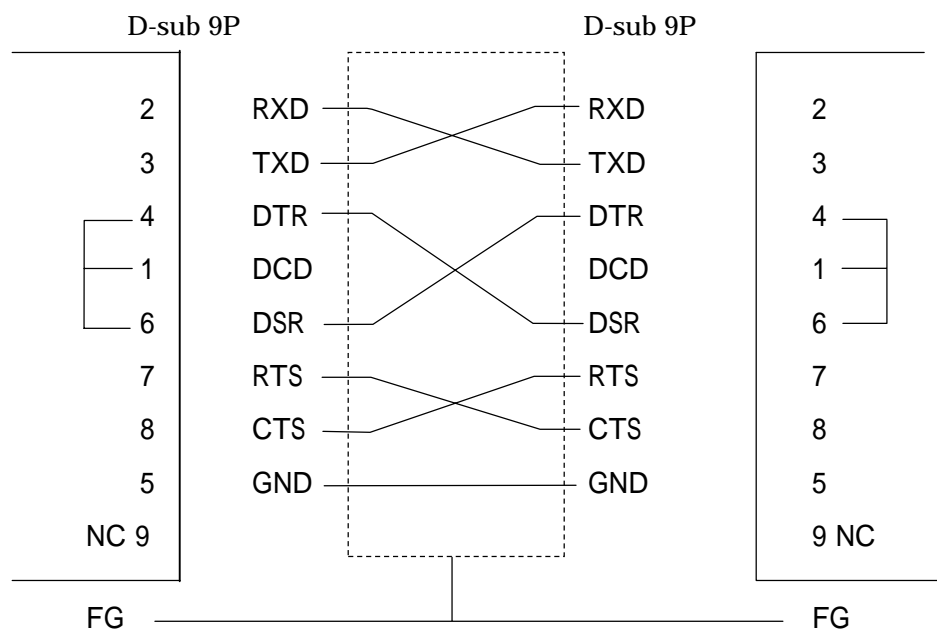 D-sub 9P D-sub 9P
2 RXD RXD 2
3 TXD TXD 3
4 DTR DTR 4
1 DCD DCD 1
6 DSR DSR 6
7 RTS RTS 7
8 CTS CTS 8
5 GND GND 5
NC 9 9 NC
FG FG